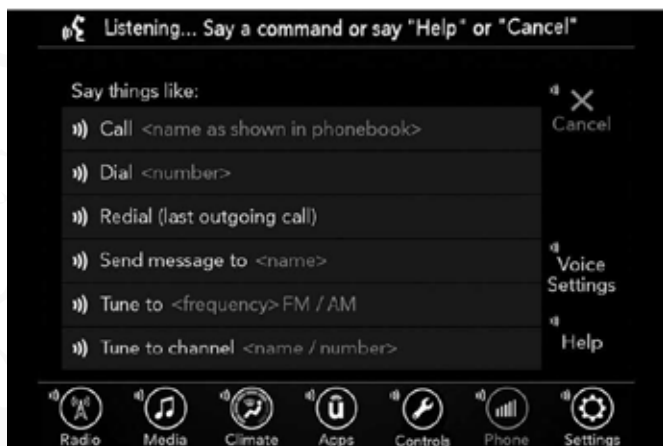 Listening... Say a command or say "Help" or "Cancel"
Say things like:
Call <name as shown in phonebook>
Dial <number>
Redial (last outgoing call)
Send message to <name>
Tune to <frequency> FM / AM
Tune to channel <name / number>
Cancel
Voice
Settings
Help
Radio Media Climate Apps Controls Phone Settings